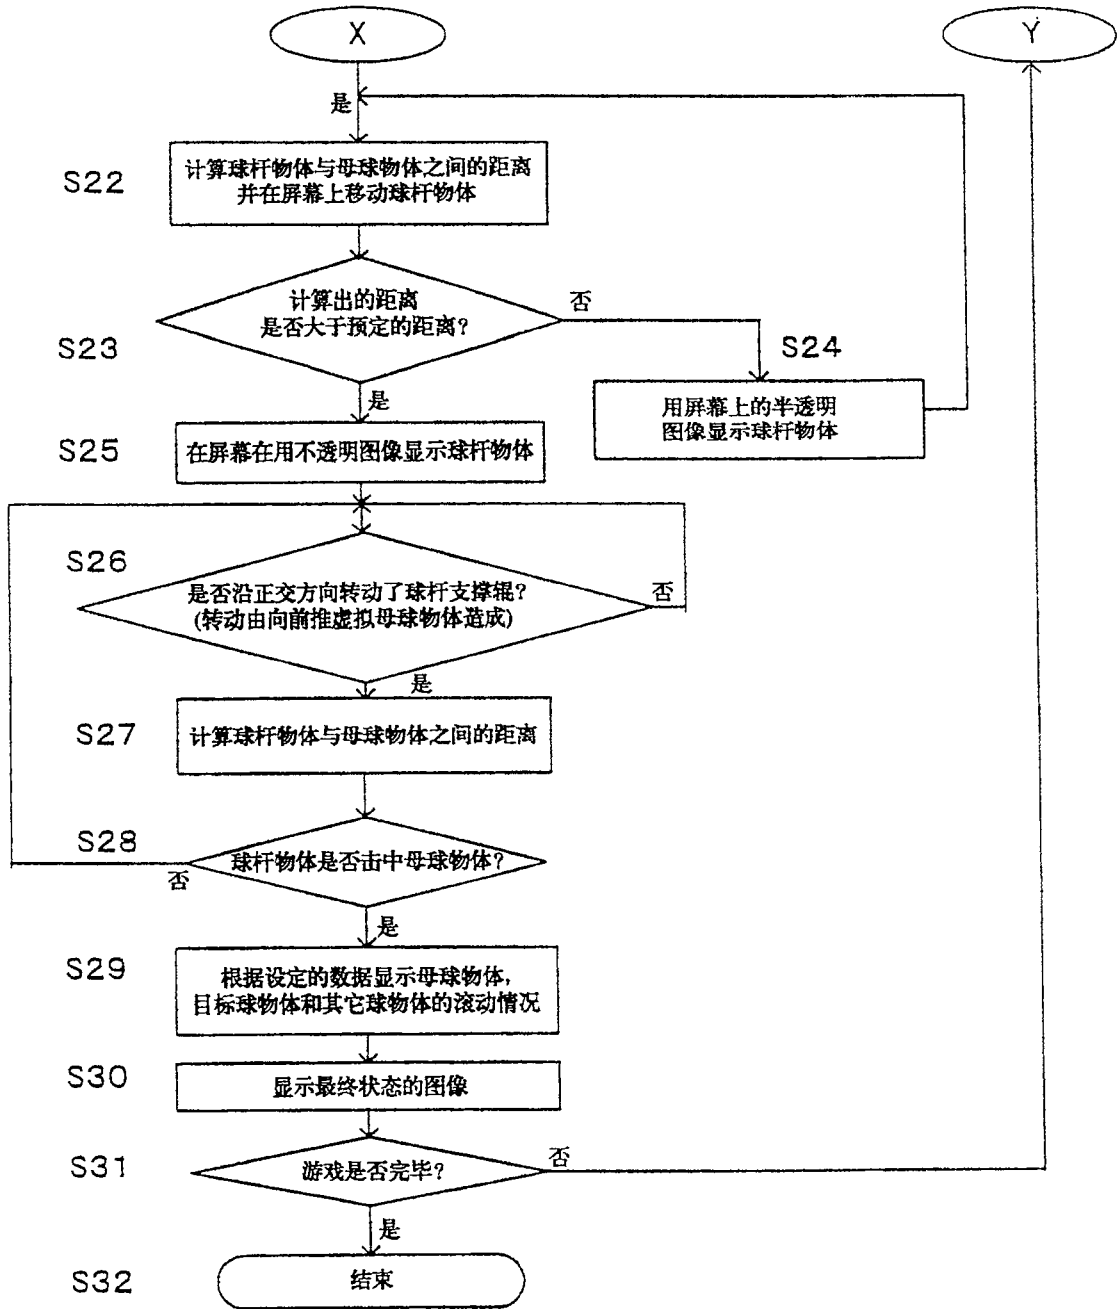 X
Y
是
S22
计算球杆物体与母球物体之间的距离
并在屏幕上移动球杆物体
计算出的距离
是否大于预定的距离?
否
S23
S24
是
用屏幕上的半透明
图像显示球杆物体
S25
在屏幕在用不透明图像显示球杆物体
S26
是否沿正交方向转动了球杆支撑辊?
(转动由向前推虚拟母球物体造成)
否
是
S27
计算球杆物体与母球物体之间的距离
S28
球杆物体是否击中母球物体?
否
是
S29
根据设定的数据显示母球物体,
目标球物体和其它球物体的滚动情况
S30
显示最终状态的图像
S31
游戏是否完毕?
否
是
S32
结束